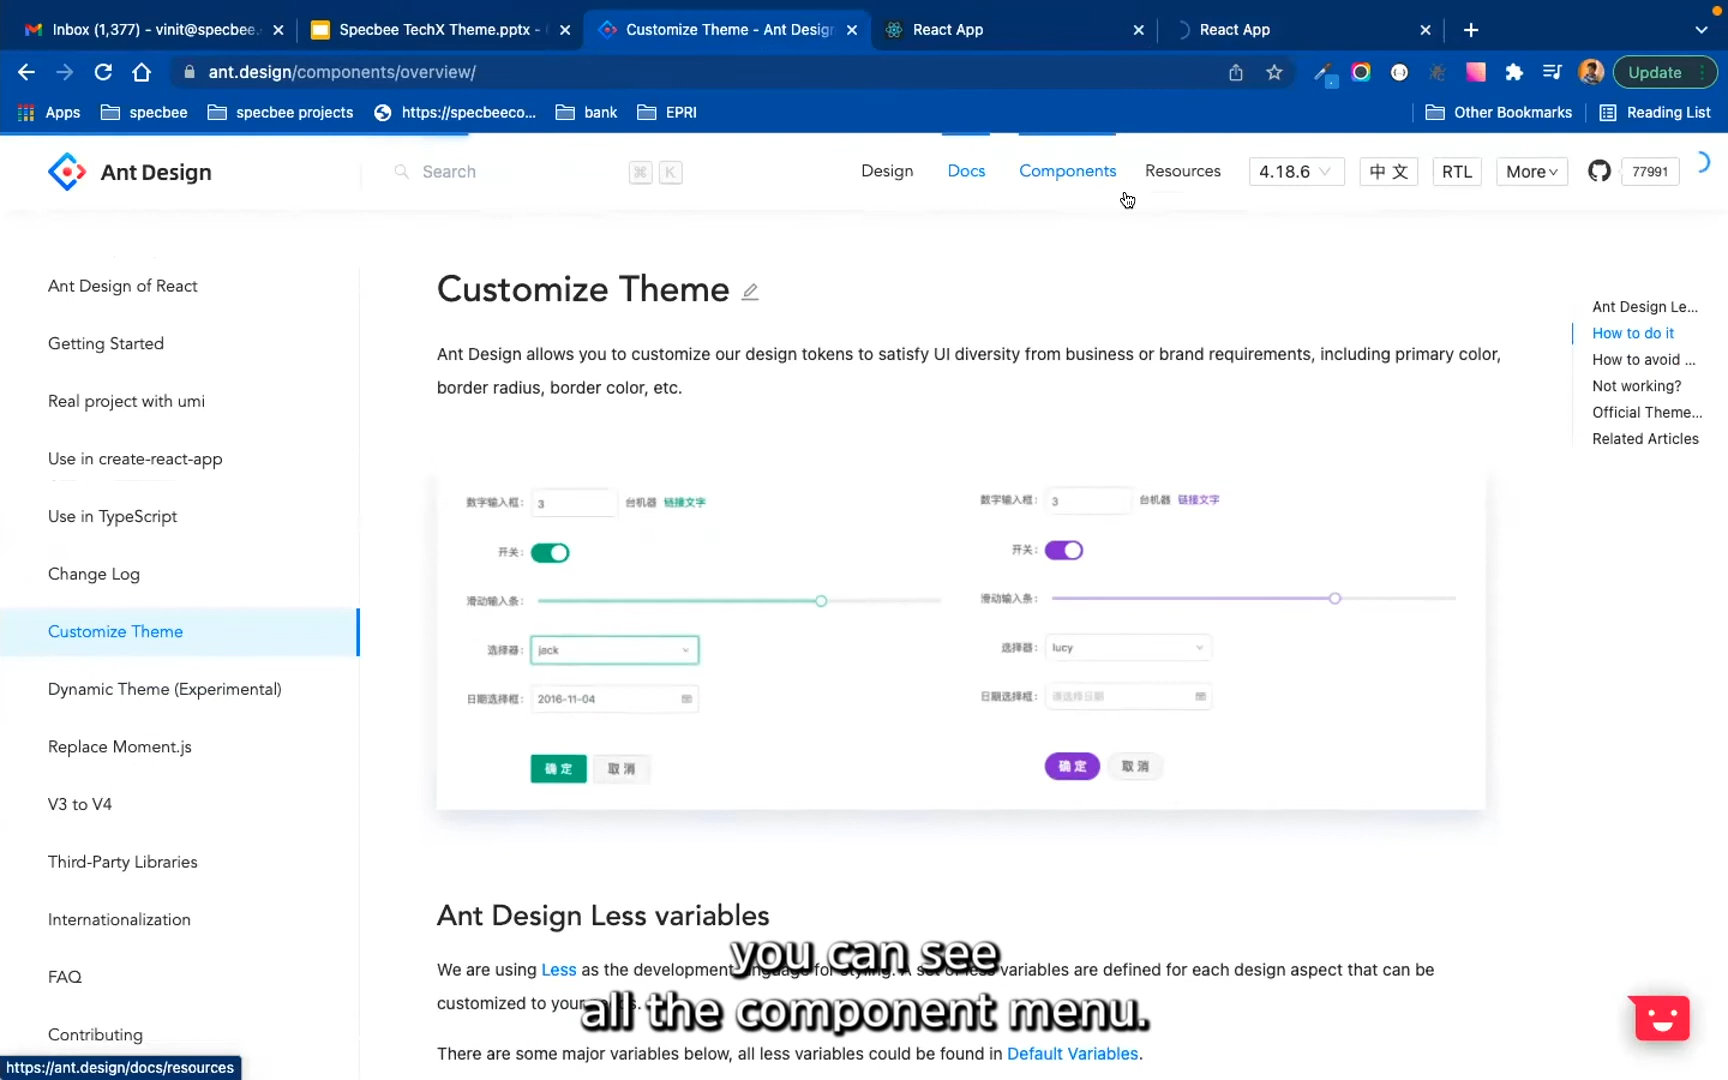 Inbox (1,377) - vinit@specbee.
Specbee TechX Theme.pptx -
Customize Theme - Ant Design
React App
React App
ant.design/components/overview/
Update
Apps
specbee
specbee projects
https://specbeeco...
bank
EPRI
Other Bookmarks
Reading List
Ant Design
Search
⌘ K
Design
Docs
Components
Resources
4.18.6
中 文
RTL
More
77991
Ant Design of React
Getting Started
Real project with umi
Use in create-react-app
Use in TypeScript
Change Log
Customize Theme
Dynamic Theme (Experimental)
Replace Moment.js
V3 to V4
Third-Party Libraries
Internationalization
FAQ
Contributing
https://ant.design/docs/resources
Customize Theme
Ant Design allows you to customize our design tokens to satisfy UI diversity from business or brand requirements, including primary color,
border radius, border color, etc.
数字输入框: 3 台机器 链接文字
开关:
滑动输入条:
选择器: jack
日期选择框: 2016-11-04
确 定 取 消
数字输入框: 3 台机器 链接文字
开关:
滑动输入条:
选择器: lucy
日期选择框: 请选择日期
确 定 取 消
Ant Design Less variables
We are using Less as the development language for styling. A set of less variables are defined for each design aspect that can be
customized to your needs.
There are some major variables below, all less variables could be found in Default Variables.
you can see
all the component menu.
Ant Design Le...
How to do it
How to avoid ...
Not working?
Official Theme...
Related Articles